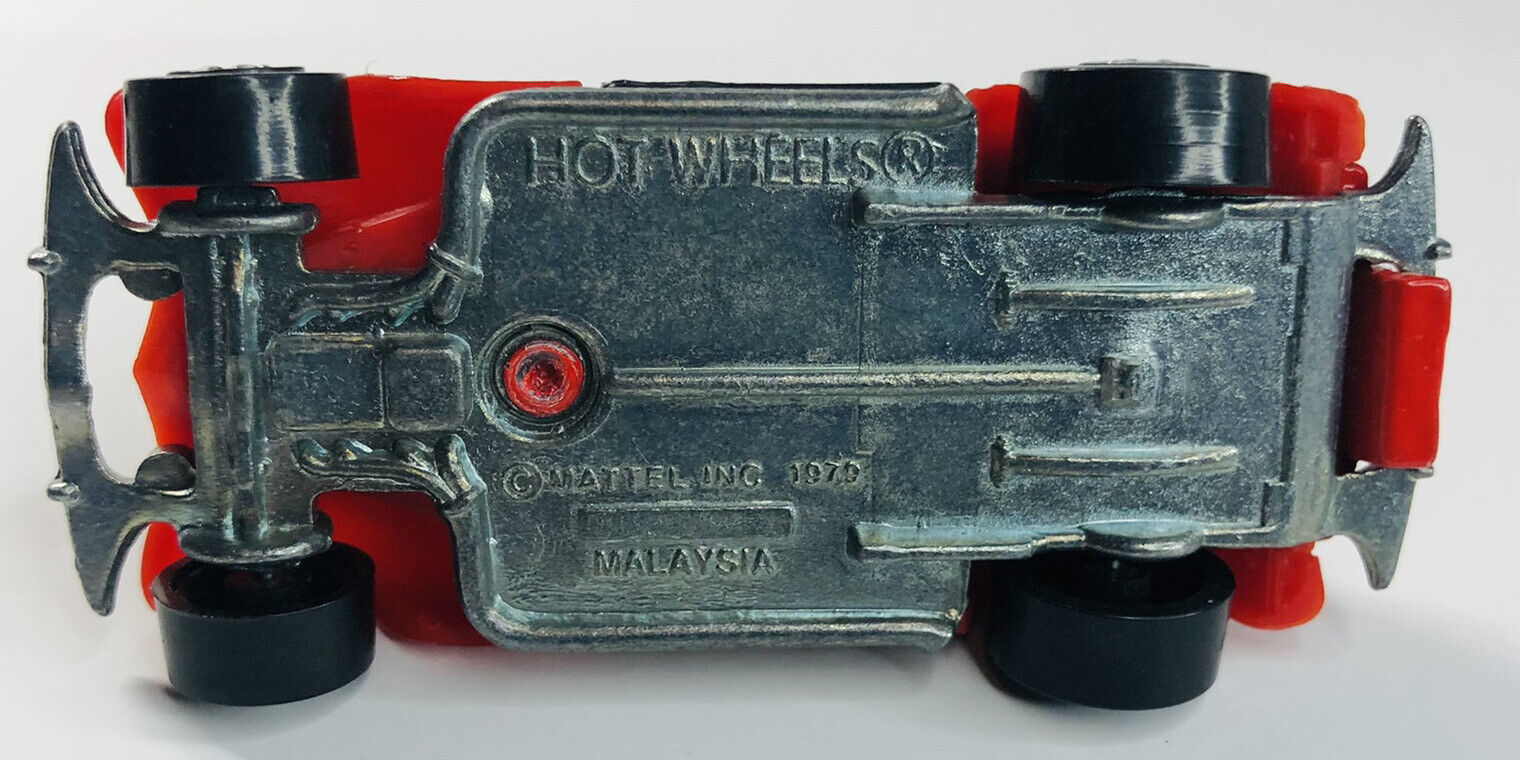 HOT WHEELS®
© MATTEL, INC. 1979
MALAYSIA